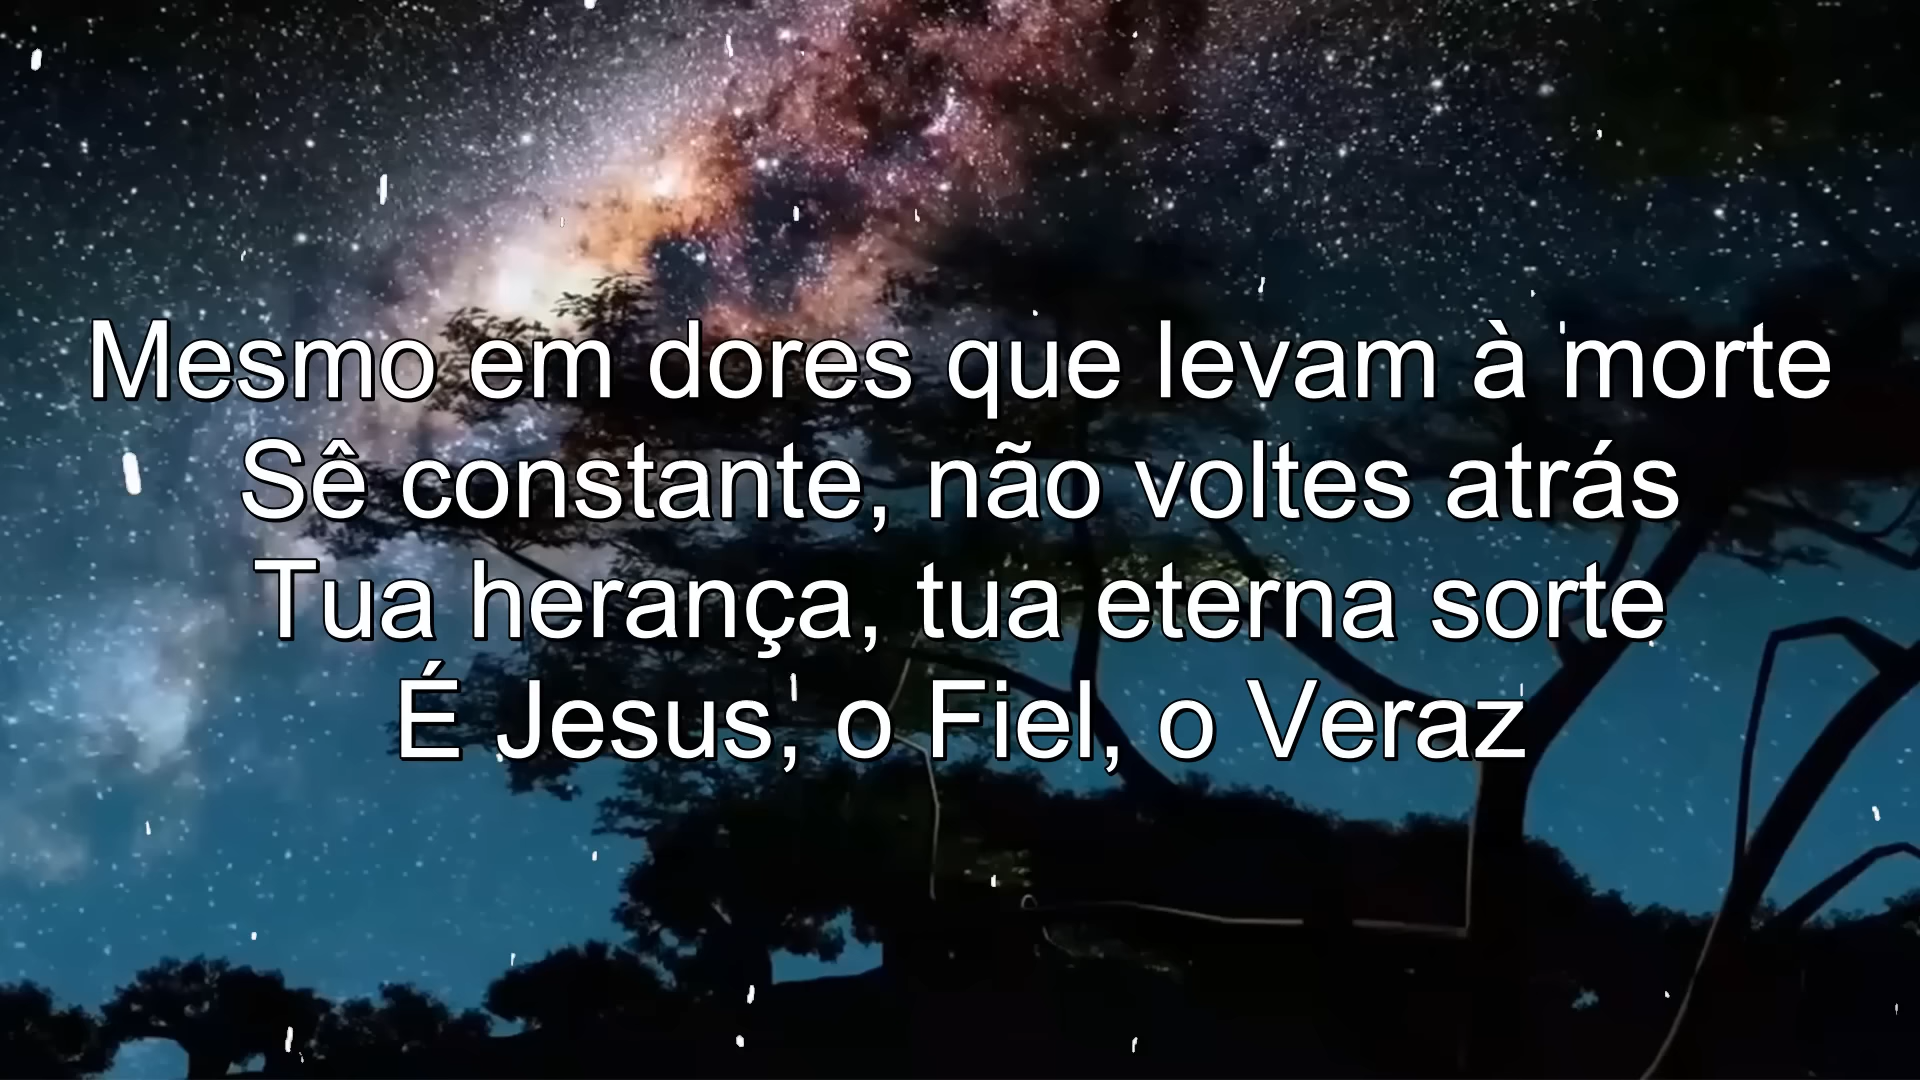 Mesmo em dores que levam à morte
Sê constante, não voltes atrás
Tua herança, tua eterna sorte
É Jesus, o Fiel, o Veraz